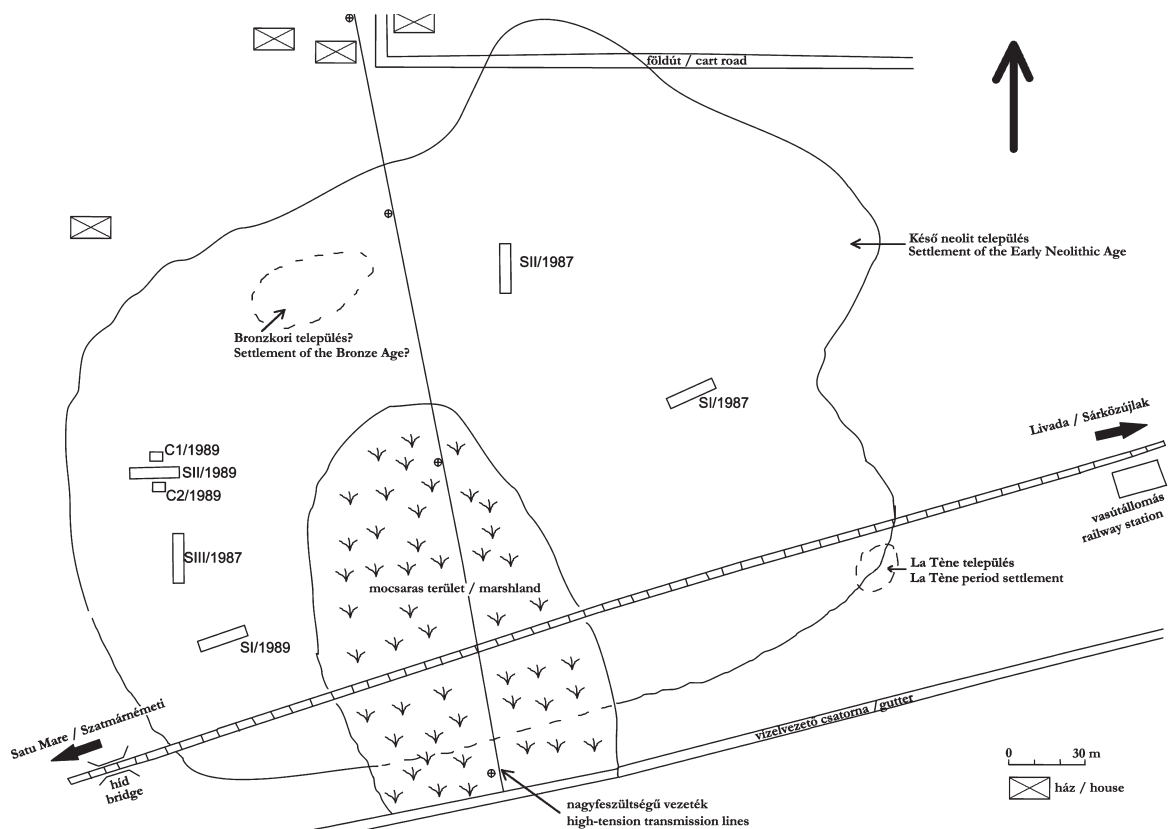 földút / cart road
Késő neolit település
Settlement of the Early Neolithic Age
SII/1987
Bronzkori település?
Settlement of the Bronze Age?
SI/1987
Livada / Sárközújlak
C1/1989
SII/1989
C2/1989
vasútállomás
railway station
SIII/1987
La Tène település
La Tène period settlement
mocsaras terület / marshland
SI/1989
Satu Mare / Szatmárnémeti
vízelvezető csatorna /gutter
híd
bridge
0 30 m
ház / house
nagyfeszültségű vezeték
high-tension transmission lines